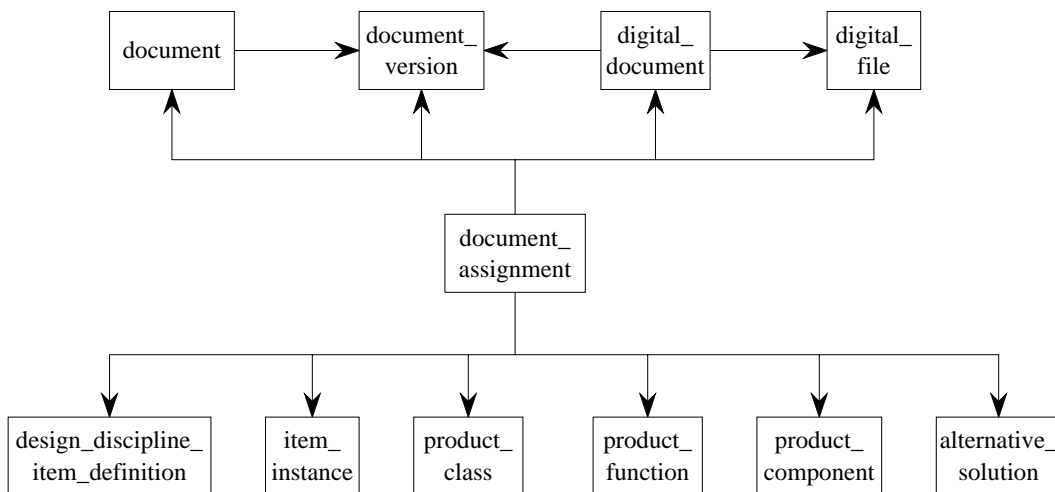 document
document_
version
digital_
document
digital_
file
document_
assignment
design_discipline_
item_definition
item_
instance
product_
class
product_
function
product_
component
alternative_
solution